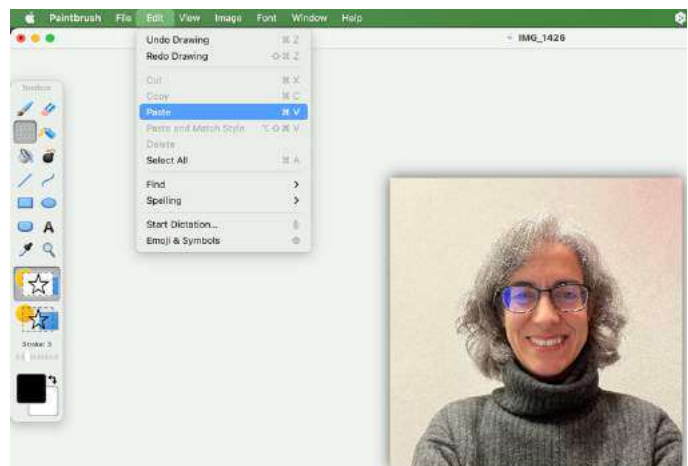 Paintbrush File Edit View Image Font Window Help
IMG_1426
Undo Drawing ⌘ Z
Redo Drawing ⇧ ⌘ Z
Cut ⌘ X
Copy ⌘ C
Paste ⌘ V
Paste and Match Style ⌥ ⇧ ⌘ V
Delete
Select All ⌘ A
Find
Spelling
Start Dictation...
Emoji & Symbols
Toolbox
A
Stroke: 3